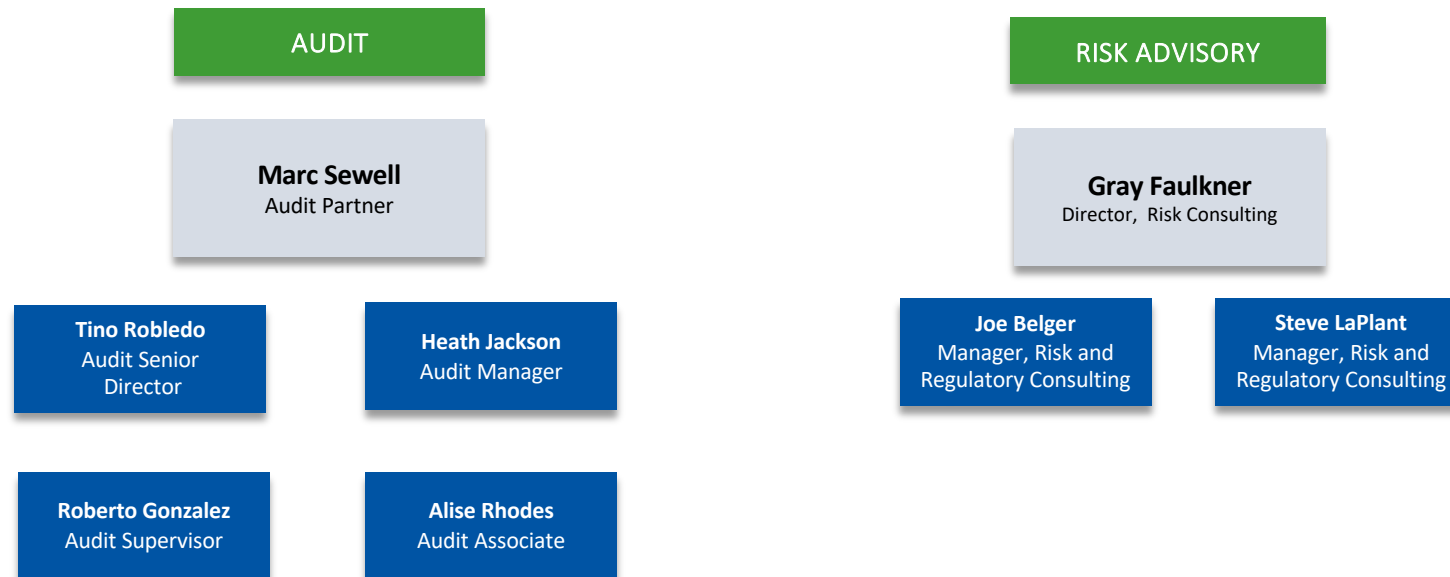 AUDIT
Marc Sewell
Audit Partner
Tino Robledo
Audit Senior
Director
Heath Jackson
Audit Manager
Roberto Gonzalez
Audit Supervisor
Alise Rhodes
Audit Associate
RISK ADVISORY
Gray Faulkner
Director, Risk Consulting
Joe Belger
Manager, Risk and
Regulatory Consulting
Steve LaPlant
Manager, Risk and
Regulatory Consulting